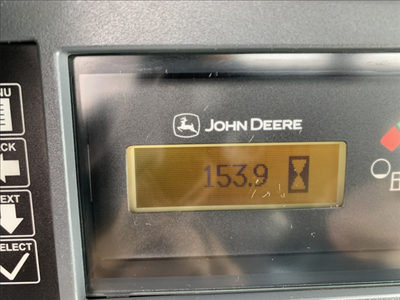 NU
JOHN DEERE
CK
153.9
EXT
SELECT